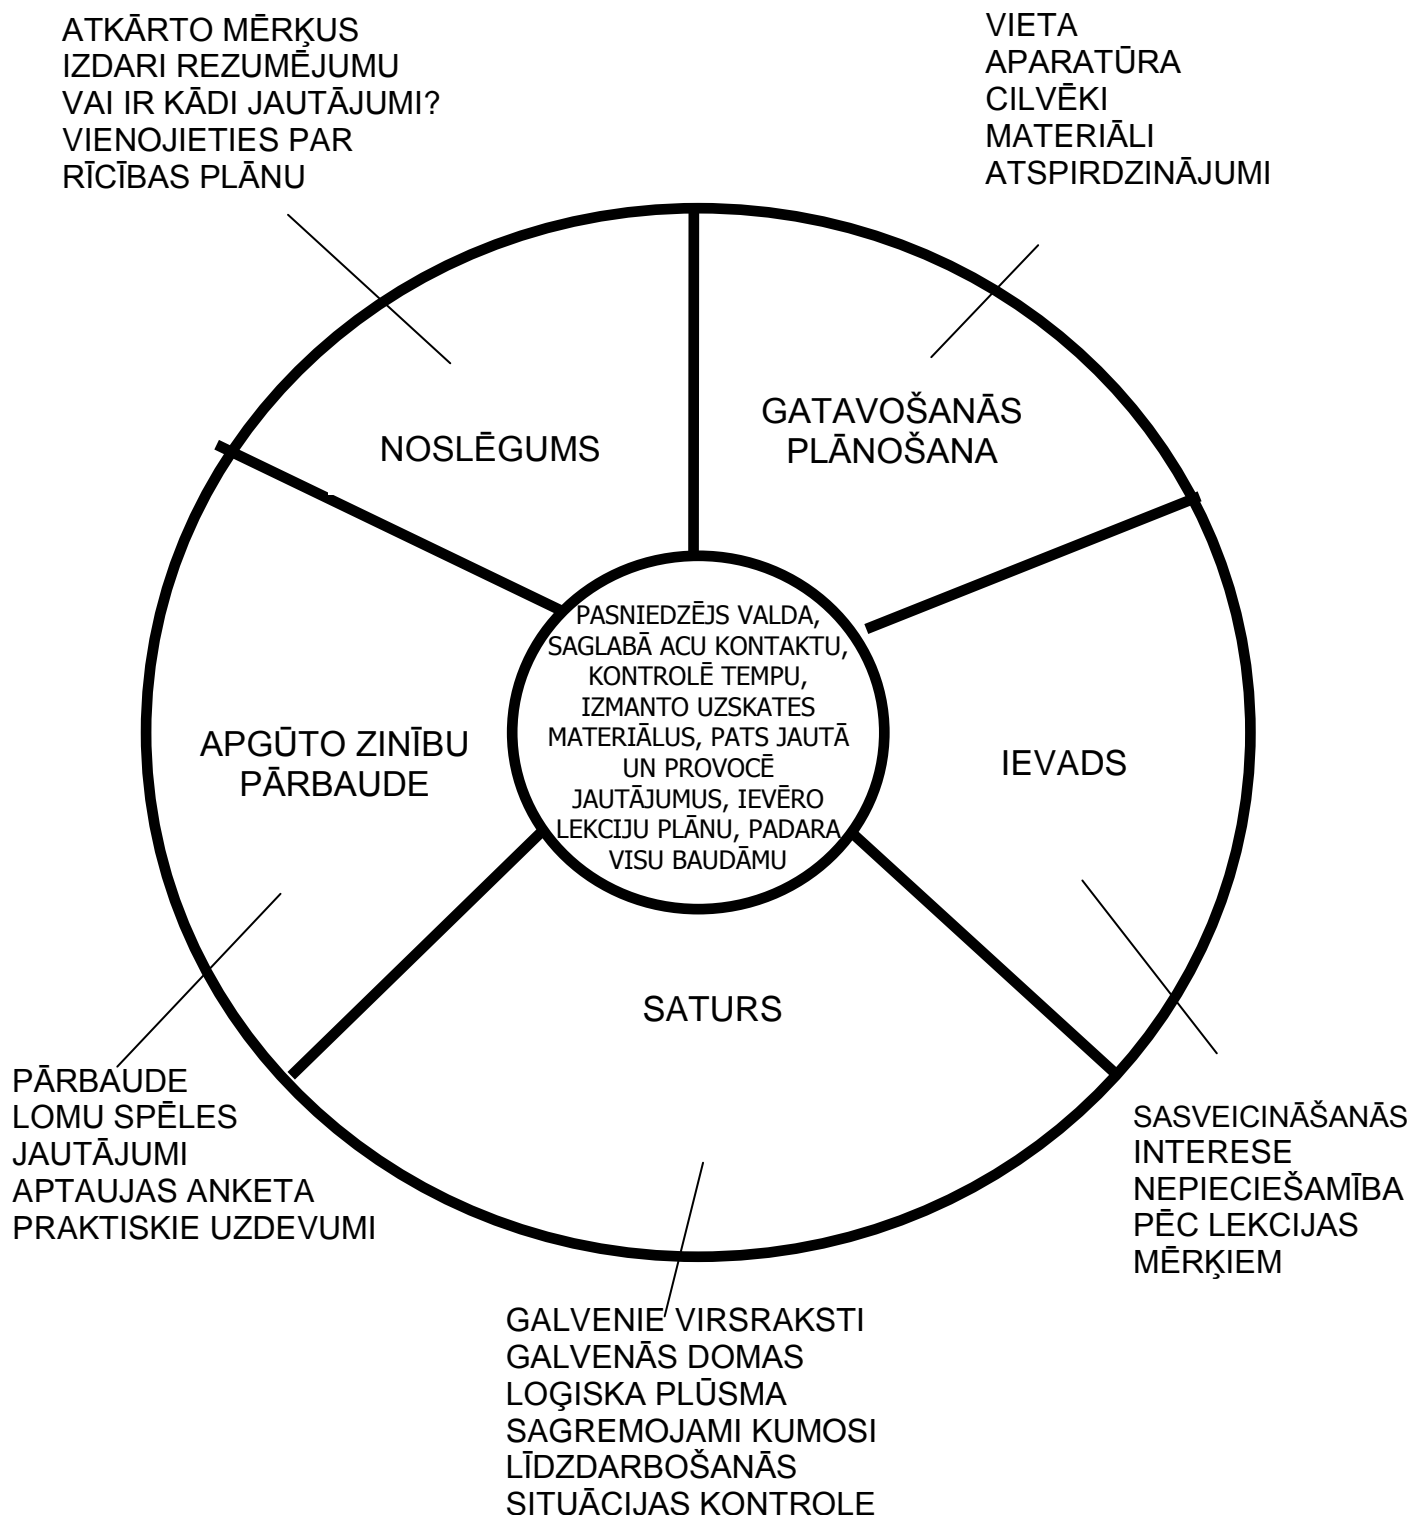 ATKĀRTO MĒRĶUS
IZDARI REZUMĒJUMU
VAI IR KĀDI JAUTĀJUMI?
VIENOJIETIES PAR
RĪCĪBAS PLĀNU
VIETA
APARATŪRA
CILVĒKI
MATERIĀLI
ATSPIRDZINĀJUMI
NOSLĒGUMS
GATAVOŠANĀS
PLĀNOŠANA
PASNIEDZĒJS VALDA,
SAGLABĀ ACU KONTAKTU,
KONTROLĒ TEMPU,
IZMANTO UZSKATES
MATERIĀLUS, PATS JAUTĀ
UN PROVOCĒ
JAUTĀJUMUS, IEVĒRO
LEKCIJU PLĀNU, PADARA
VISU BAUDĀMU
APGŪTO ZINĪBU
PĀRBAUDE
IEVADS
SATURS
PĀRBAUDE
LOMU SPĒLES
JAUTĀJUMI
APTAUJAS ANKETA
PRAKTISKIE UZDEVUMI
SASVEICINĀŠANĀS
INTERESE
NEPIECIEŠAMĪBA
PĒC LEKCIJAS
MĒRĶIEM
GALVENIE VIRSRAKSTI
GALVENĀS DOMAS
LOĢISKA PLŪSMA
SAGREMOJAMI KUMOSI
LĪDZDARBOŠANĀS
SITUĀCIJAS KONTROLE